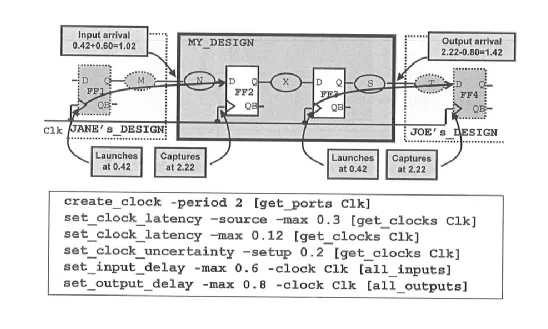 Input arrival
0.42+0.60=1.02
MY_DESIGN
Output arrival
2.22-0.80=1.42
D Q
M
N
D Q
X
D Q
S
T
D Q
FF1
FF2
FF3
FF4
QB
QB
QB
QB
Clk
JANE's_DESIGN
JOE's_DESIGN
Launches
at 0.42
Captures
at 2.22
Launches
at 0.42
Captures
at 2.22
create_clock -period 2 [get_ports Clk]
set_clock_latency -source -max 0.3 [get_clocks Clk]
set_clock_latency -max 0.12 [get_clocks Clk]
set_clock_uncertainty -setup 0.2 [get_clocks Clk]
set_input_delay -max 0.6 -clock Clk [all_inputs]
set_output_delay -max 0.8 -clock Clk [all_outputs]